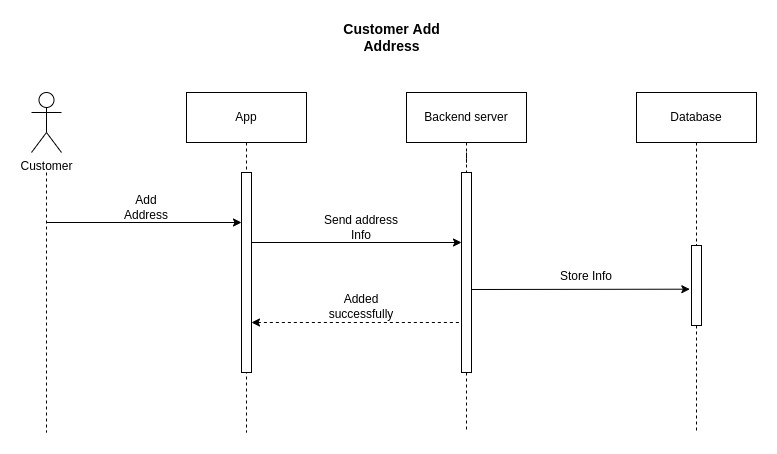 Customer Add
Address
App
Backend server
Database
Customer
Add
Address
Send address
Info
Store Info
Added
successfully